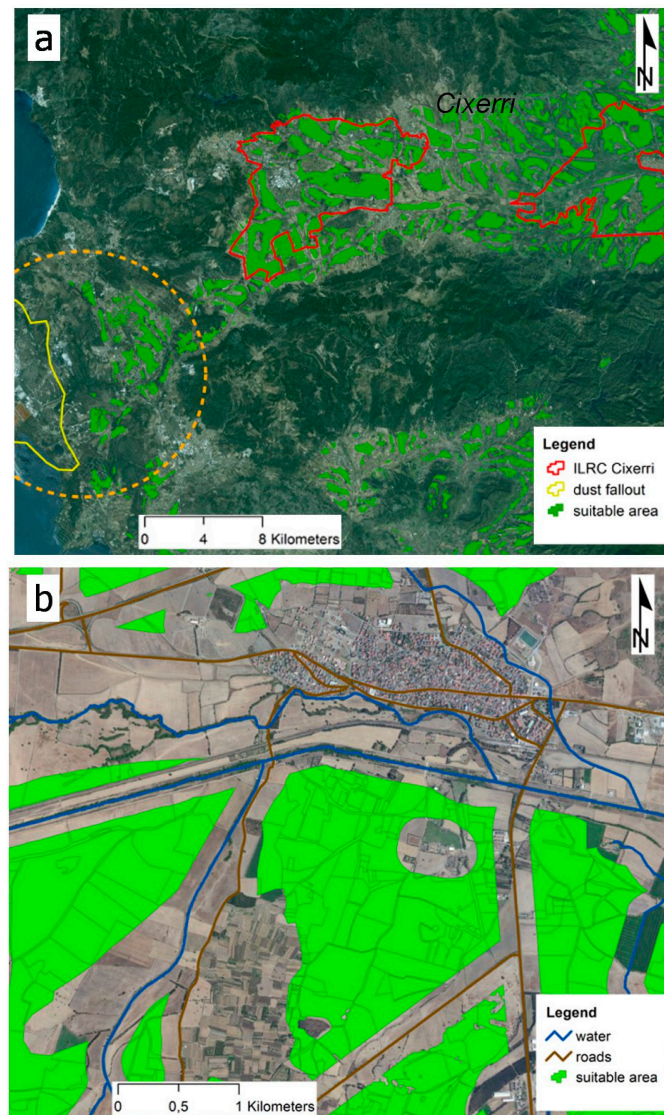 a
N
Cixerri
Legend
ILRC Cixerri
dust fallout
suitable area
0 4 8 Kilometers
b
N
Legend
water
roads
suitable area
0 0,5 1 Kilometers